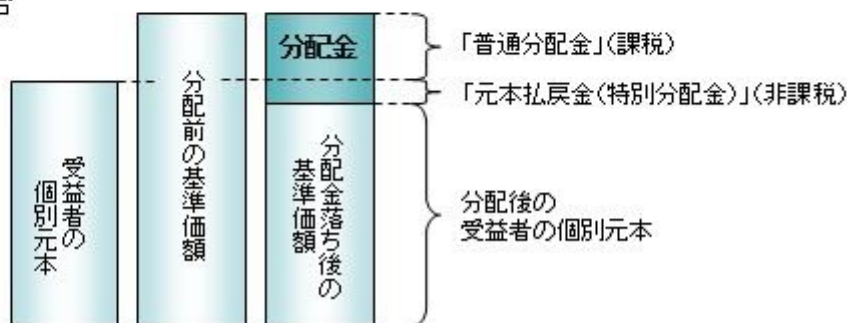 分配金
「普通分配金」(課税)
「元本払戻金(特別分配金)」(非課税)
受益者の
個別元本
分配前の基準価額
分配金落ち後の
基準価額
分配後の
受益者の個別元本